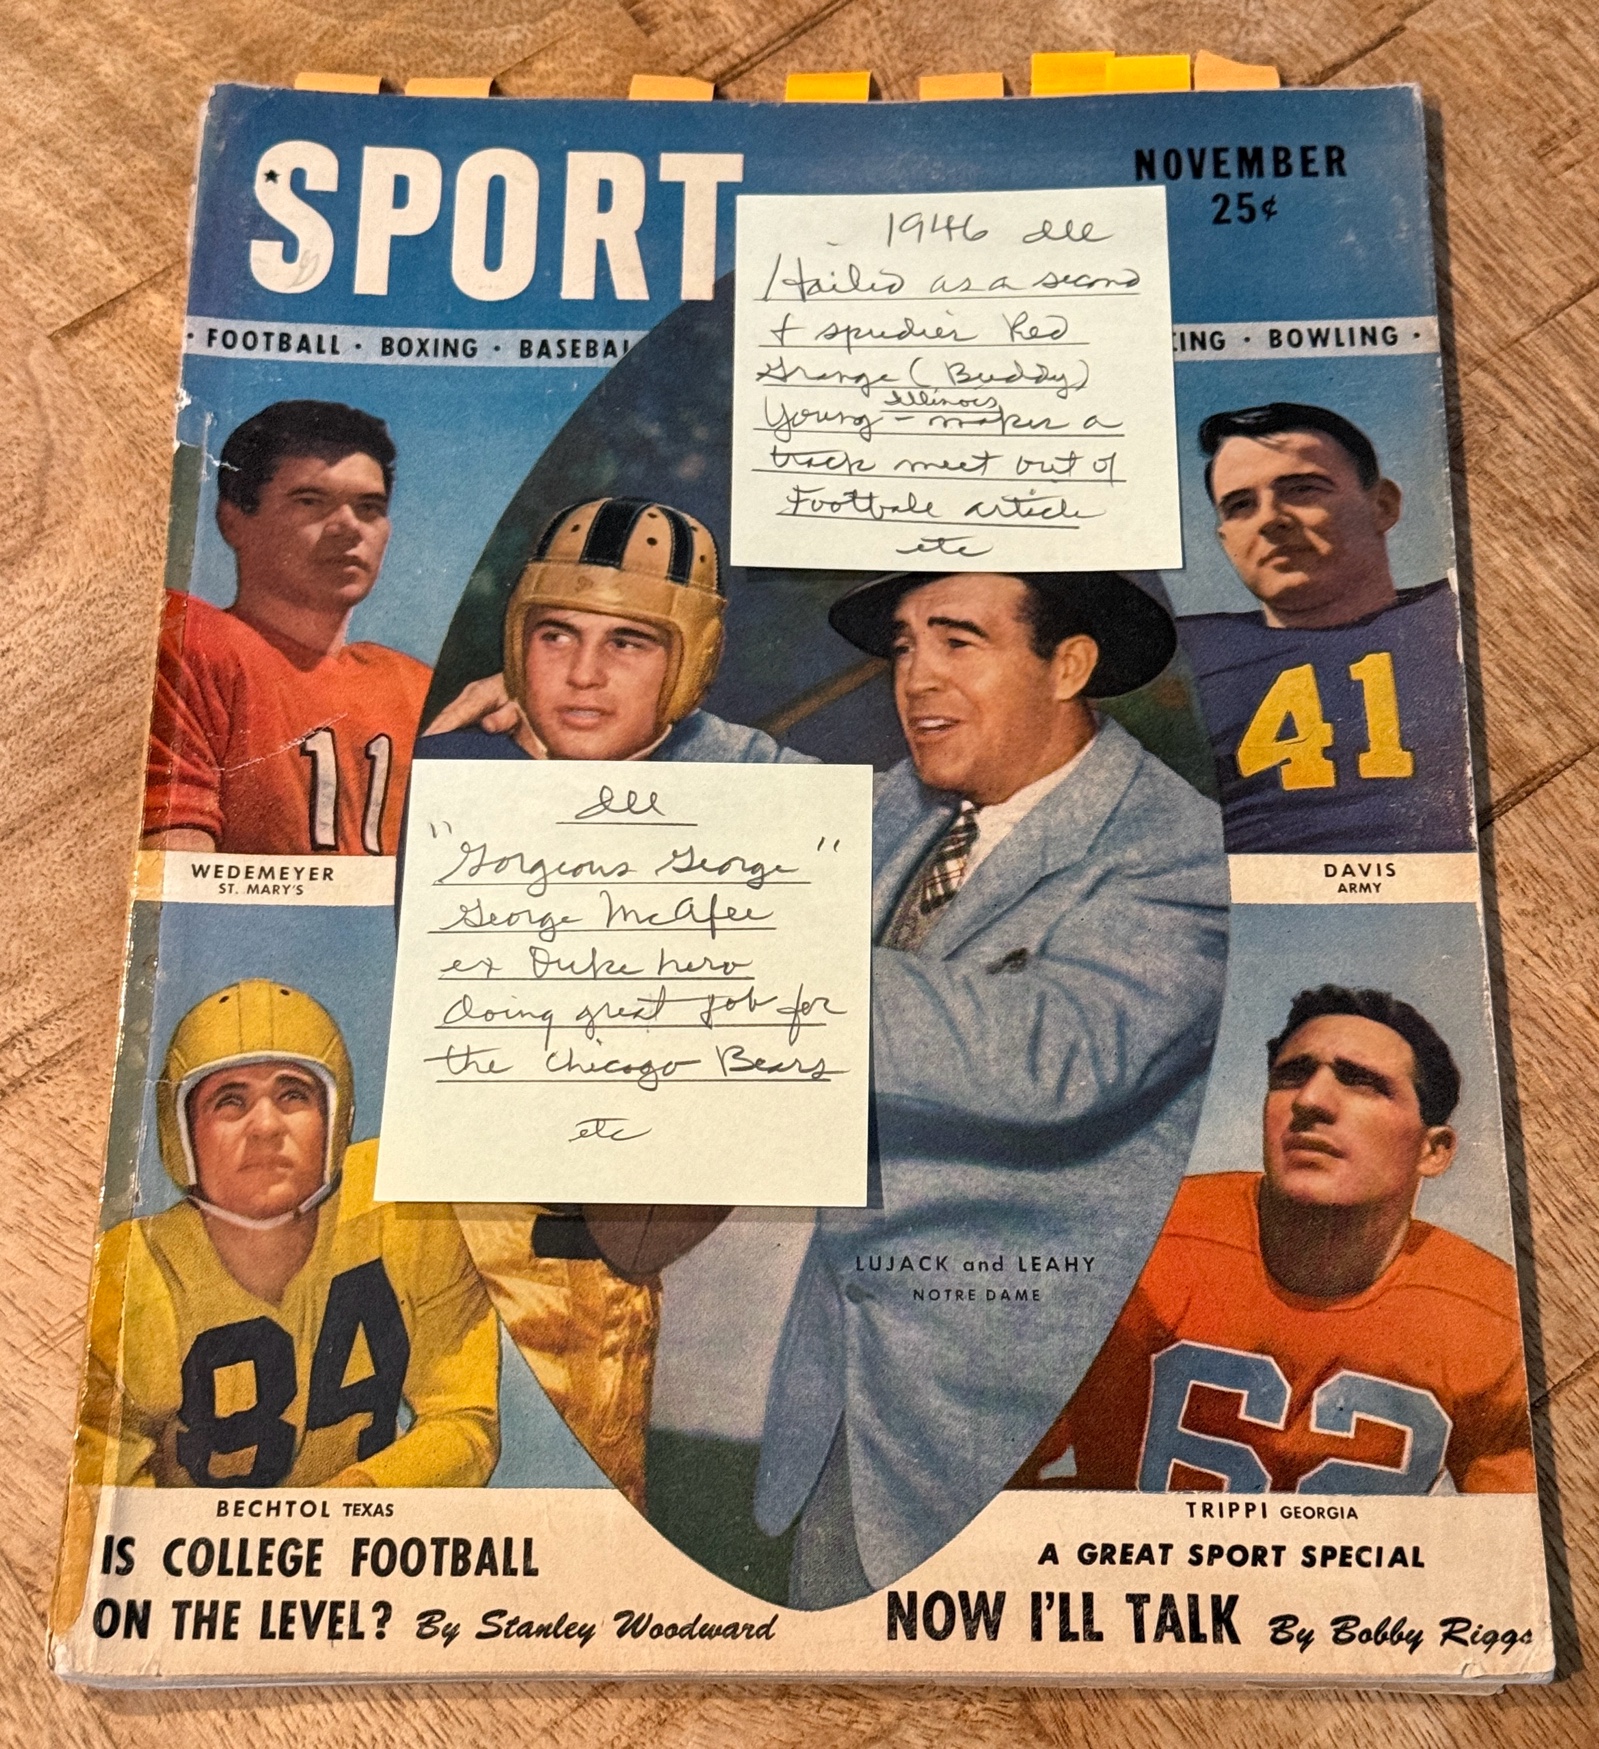 SPORT
NOVEMBER
25¢
· FOOTBALL · BOXING · BASEBAL
ING · BOWLING ·
1946 Ill
Hailed as a second
+ speedier Red
Grange (Buddy)
Illinois
Young - makes a
track meet out of
Football article
etc
11
41
WEDEMEYER
ST. MARY'S
DAVIS
ARMY
Ill
"Gorgeous George"
George McAfee
ex Duke hero
doing great job for
the Chicago Bears
etc
84
62
LUJACK and LEAHY
NOTRE DAME
BECHTOL TEXAS
TRIPPI GEORGIA
IS COLLEGE FOOTBALL
ON THE LEVEL? By Stanley Woodward
A GREAT SPORT SPECIAL
NOW I'LL TALK By Bobby Riggs